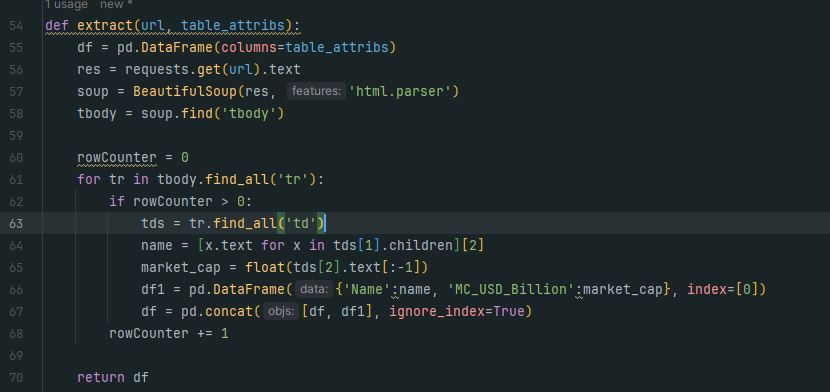 1 usage new *
54 def extract(url, table_attribs):
55     df = pd.DataFrame(columns=table_attribs)
56     res = requests.get(url).text
57     soup = BeautifulSoup(res, features: 'html.parser')
58     tbody = soup.find('tbody')
59
60     rowCounter = 0
61     for tr in tbody.find_all('tr'):
62         if rowCounter > 0:
63             tds = tr.find_all('td')
64             name = [x.text for x in tds[1].children][2]
65             market_cap = float(tds[2].text[:-1])
66             df1 = pd.DataFrame( data: {'Name':name, 'MC_USD_Billion':market_cap}, index=[0])
67             df = pd.concat( objs: [df, df1], ignore_index=True)
68         rowCounter += 1
69
70     return df